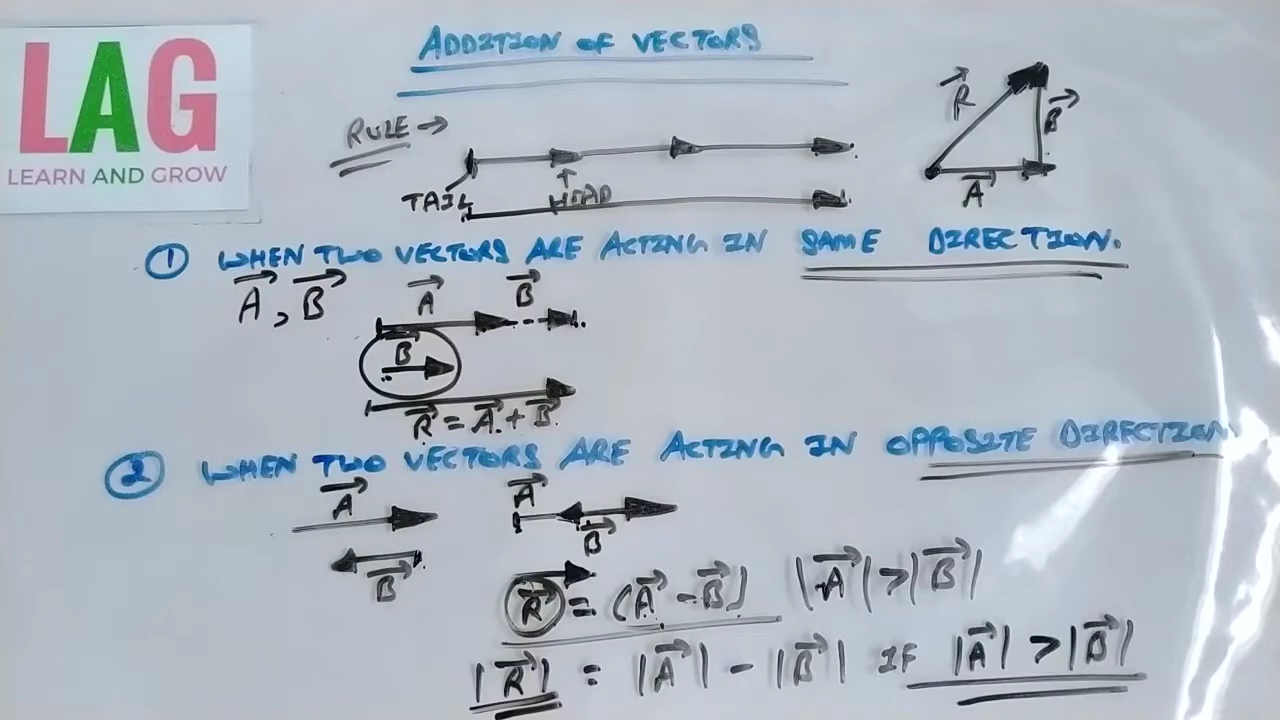 LAG
LEARN AND GROW
ADDITION OF VECTORS
RULE →
TAIL
HEAD
R⃗
B⃗
A⃗
① WHEN TWO VECTORS ARE ACTING IN SAME DIRECTION.
A⃗, B⃗
A⃗ B⃗
B⃗
R⃗ = A⃗ + B⃗
② WHEN TWO VECTORS ARE ACTING IN OPPOSITE DIRECTION
A⃗ A⃗
B⃗ B⃗
R⃗ = (A⃗ - B⃗) |A⃗| > |B⃗|
|R⃗| = |A⃗| - |B⃗| IF |A⃗| > |B⃗|